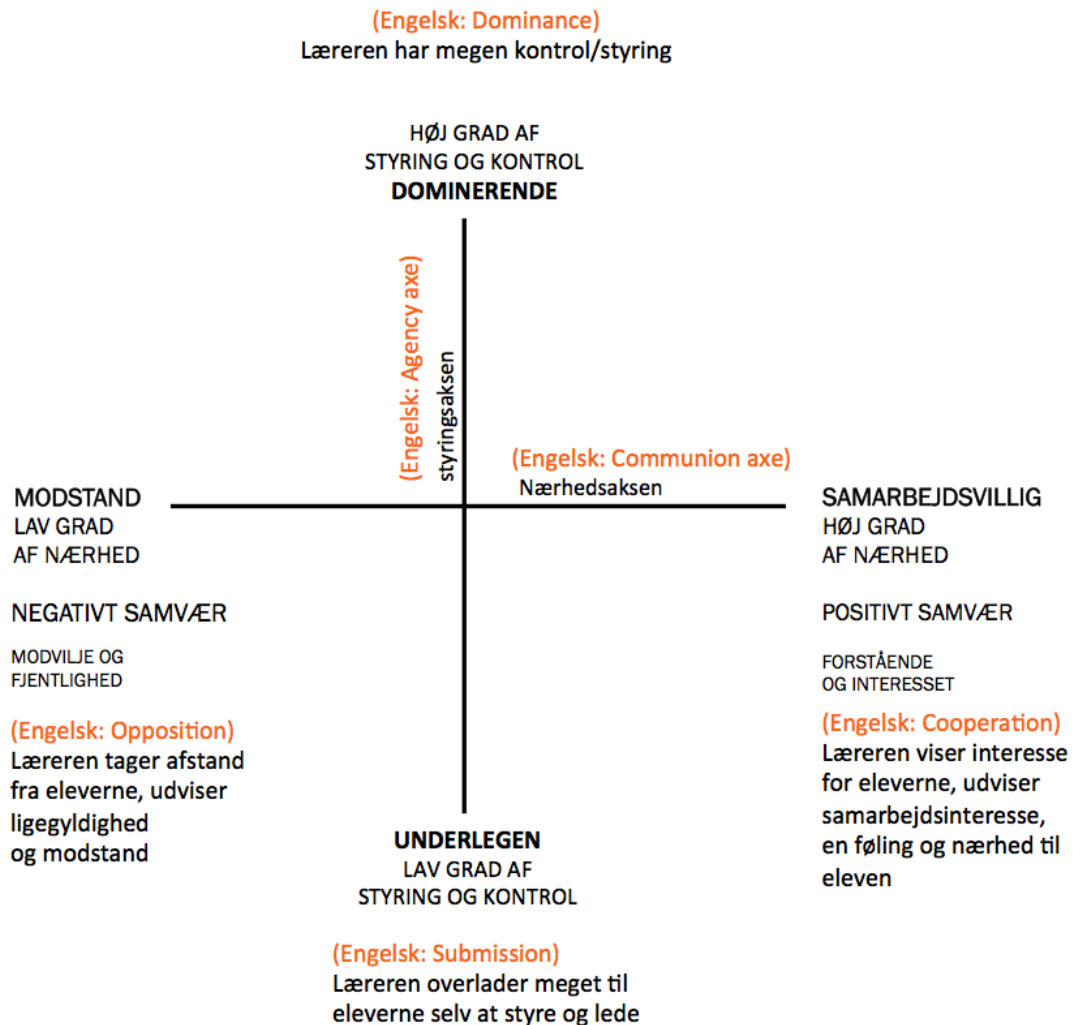 (Engelsk: Dominance)
Læreren har megen kontrol/styring
HØJ GRAD AF
STYRING OG KONTROL
DOMINERENDE
(Engelsk: Agency axe)
styringsaksen
(Engelsk: Communion axe)
Nærhedsaksen
MODSTAND
LAV GRAD
AF NÆRHED
NEGATIVT SAMVÆR
MODVILJE OG
FJENTLIGHED
(Engelsk: Opposition)
Læreren tager afstand
fra eleverne, udviser
ligegyldighed
og modstand
SAMARBEJDSVILLIG
HØJ GRAD
AF NÆRHED
POSITIVT SAMVÆR
FORSTÅENDE
OG INTERESSET
(Engelsk: Cooperation)
Læreren viser interesse
for eleverne, udviser
samarbejdsinteresse,
en føling og nærhed til
eleven
UNDERLEGEN
LAV GRAD AF
STYRING OG KONTROL
(Engelsk: Submission)
Læreren overlader meget til
eleverne selv at styre og lede